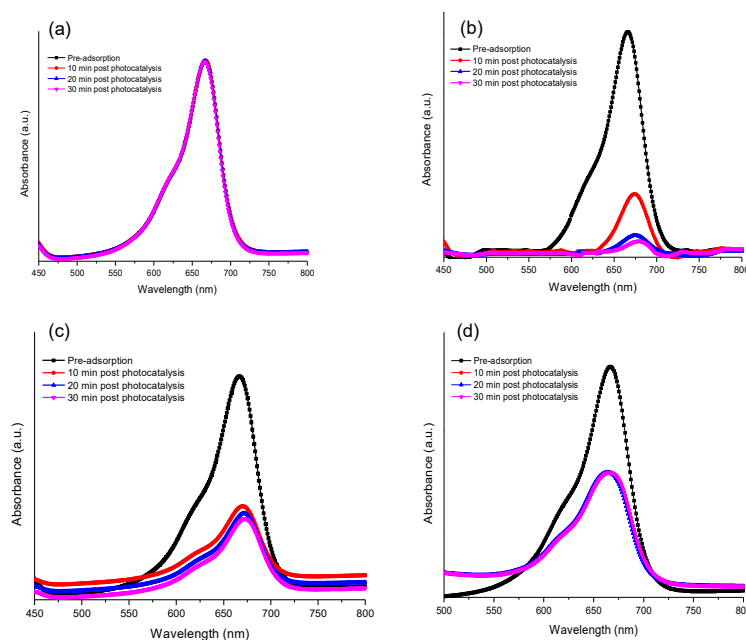 (a)
Pre-adsorption
10 min post photocatalysis
20 min post photocatalysis
30 min post photocatalysis
Absorbance (a.u.)
450 500 550 600 650 700 750 800
Wavelength (nm)
(b)
Pre-adsorption
10 min post photocatalysis
20 min post photocatalysis
30 min post photocatalysis
Absorbance (a.u.)
450 500 550 600 650 700 750 800
Wavelength (nm)
(c)
Pre-adsorption
10 min post photocatalysis
20 min post photocatalysis
30 min post photocatalysis
Absorbance (a.u.)
450 500 550 600 650 700 750 800
Wavelength (nm)
(d)
Pre-adsorption
10 min post photocatalysis
20 min post photocatalysis
30 min post photocatalysis
Absorbance (a.u.)
500 550 600 650 700 750 800
Wavelength (nm)